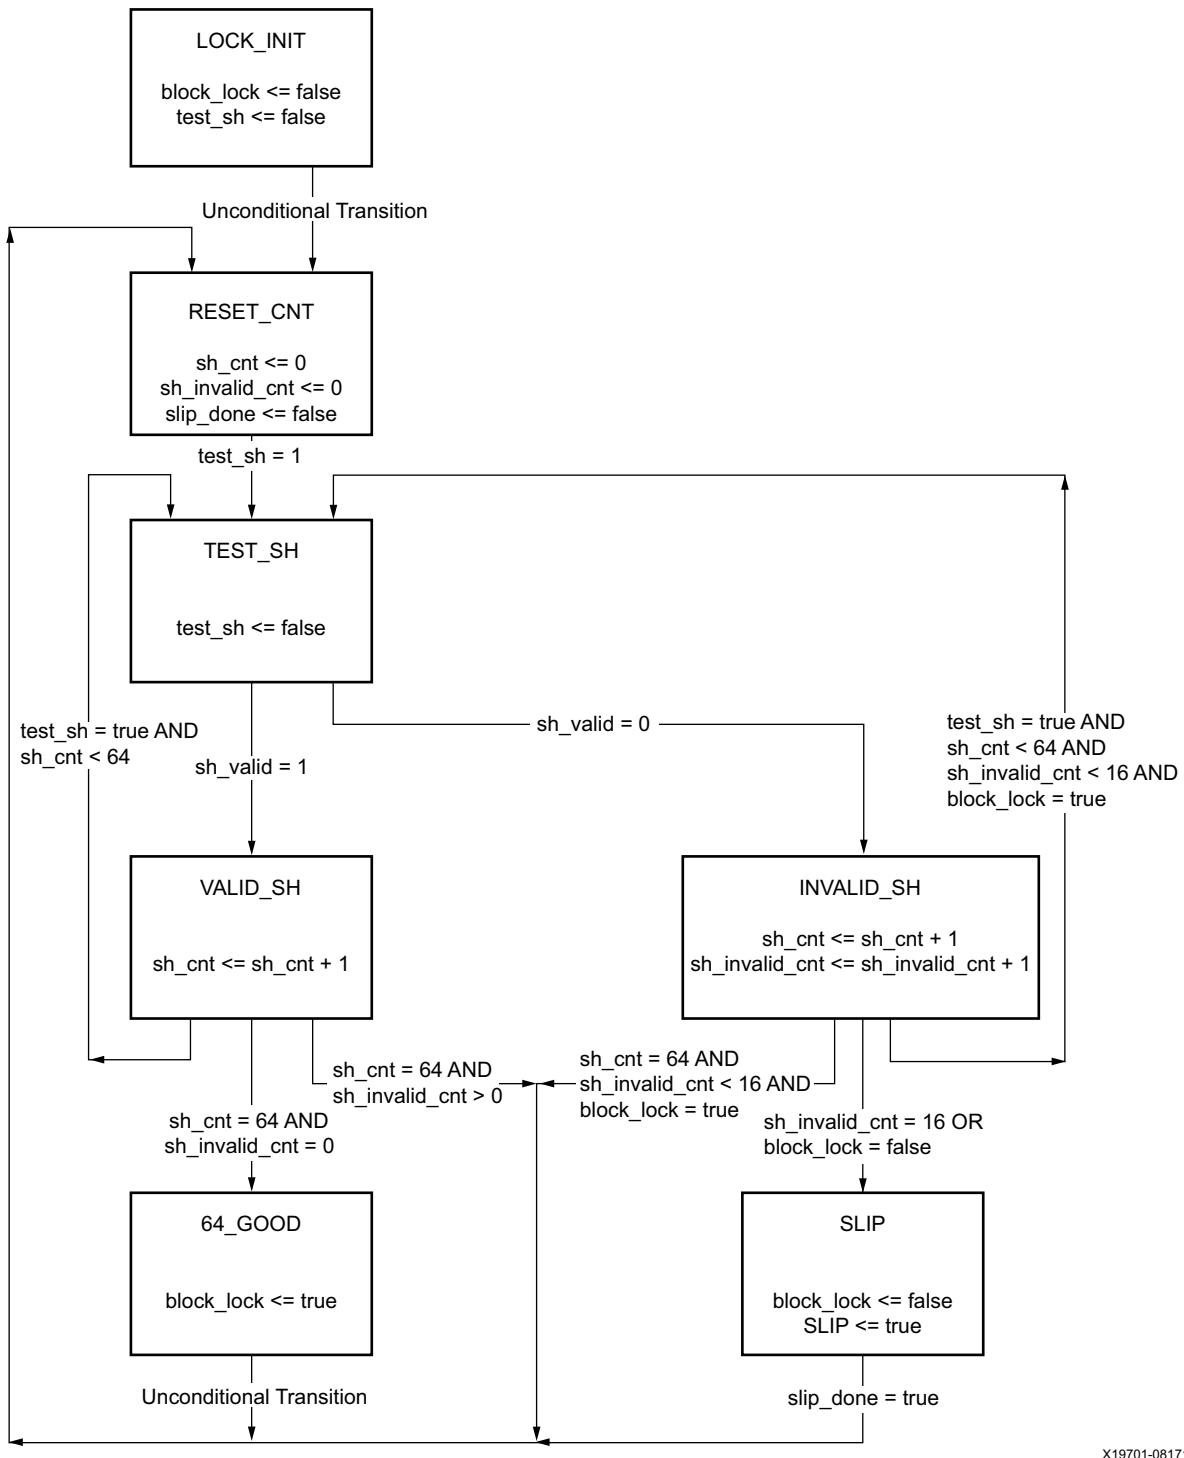 LOCK_INIT
block_lock <= false
test_sh <= false
Unconditional Transition
RESET_CNT
sh_cnt <= 0
sh_invalid_cnt <= 0
slip_done <= false
test_sh = 1
TEST_SH
test_sh <= false
test_sh = true AND
sh_cnt < 64
sh_valid = 1
sh_valid = 0
test_sh = true AND
sh_cnt < 64 AND
sh_invalid_cnt < 16 AND
block_lock = true
VALID_SH
sh_cnt <= sh_cnt + 1
INVALID_SH
sh_cnt <= sh_cnt + 1
sh_invalid_cnt <= sh_invalid_cnt + 1
sh_cnt = 64 AND
sh_invalid_cnt > 0
sh_cnt = 64 AND
sh_invalid_cnt < 16 AND
block_lock = true
sh_cnt = 64 AND
sh_invalid_cnt = 0
sh_invalid_cnt = 16 OR
block_lock = false
64_GOOD
block_lock <= true
SLIP
block_lock <= false
SLIP <= true
Unconditional Transition
slip_done = true